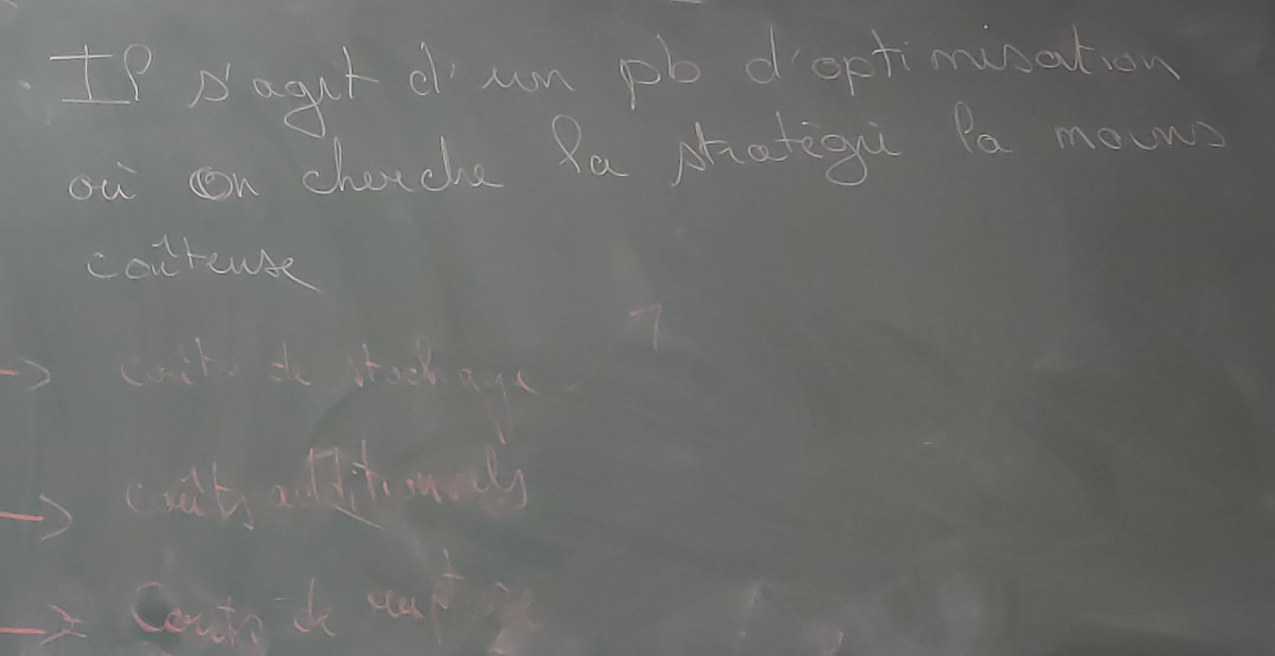 Il s'agit d'un pb d'optimisation
où on cherche la stratégie la moins
coûteuse
→ coûts de stockage
→ coûts additionnels
→ Coûts de rupture